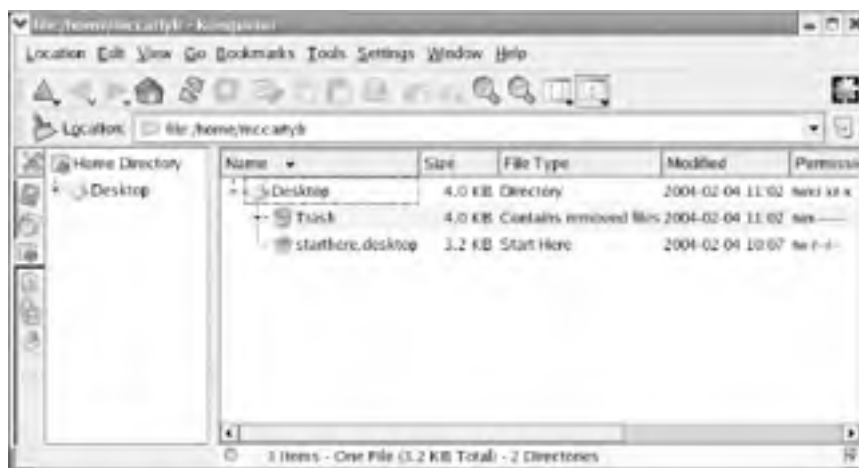 file:/home/mccartyb - Konqueror
Location Edit View Go Bookmarks Tools Settings Window Help
Location: file:/home/mccartyb
Home Directory
Desktop
Name Size File Type Modified
Desktop 4.0 KB Directory 2004-02-04 11:02
Trash 4.0 KB Contains removed files 2004-02-04 11:02
starthere.desktop 3.2 KB Start Here 2004-02-04 10:07
3 Items - One File (3.2 KB Total) - 2 Directories